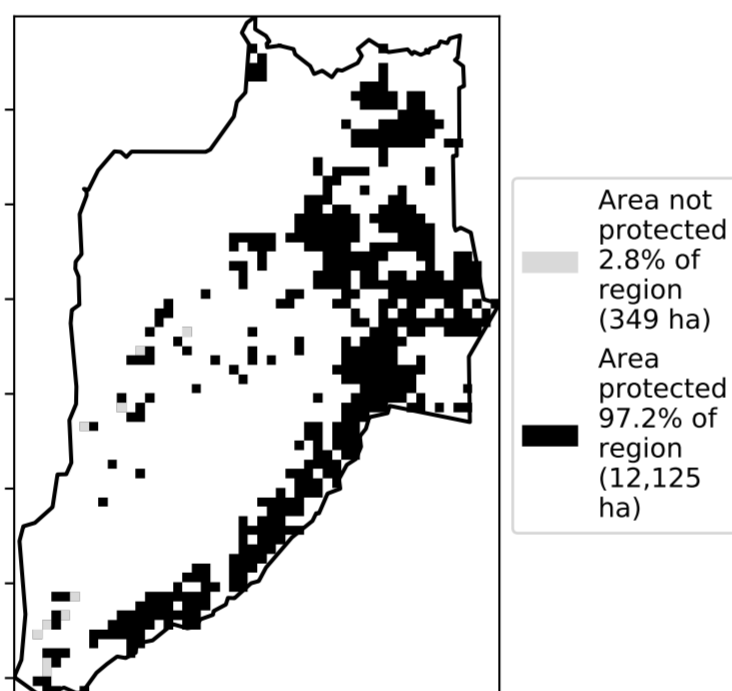 Area not
protected
2.8% of
region
(349 ha)
Area
protected
97.2% of
region
(12,125
ha)